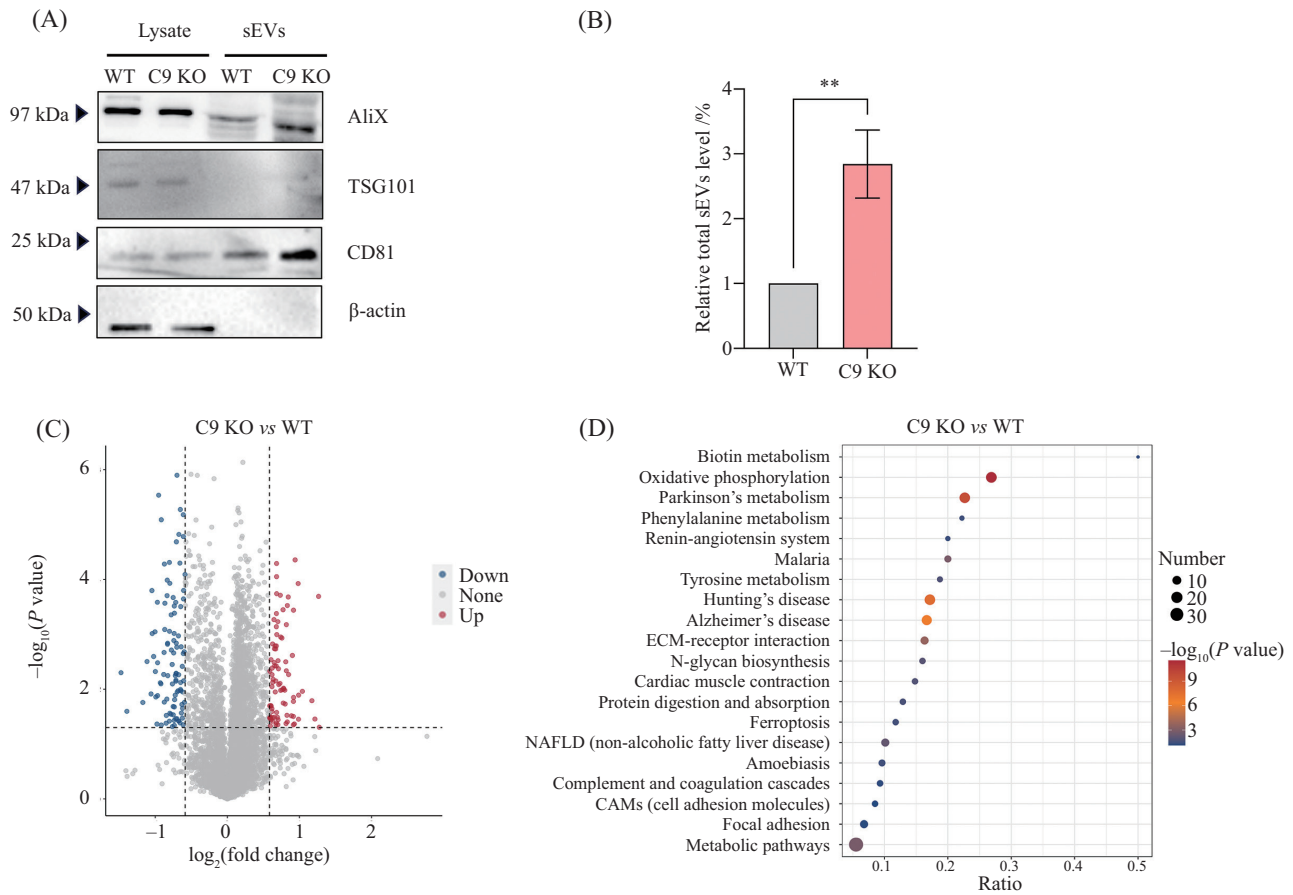 (A)
Lysate sEVs
WT C9 KO WT C9 KO
97 kDa AliX
47 kDa TSG101
25 kDa CD81
50 kDa β-actin
(B)
Relative total sEVs level /%
4
3
2
1
0
**
WT C9 KO
(C)
C9 KO vs WT
−log10(P value)
6
4
2
0
−1 0 1 2
log2(fold change)
Down
None
Up
(D)
C9 KO vs WT
Biotin metabolism
Oxidative phosphorylation
Parkinson's metabolism
Phenylalanine metabolism
Renin-angiotensin system
Malaria
Tyrosine metabolism
Hunting's disease
Alzheimer's disease
ECM-receptor interaction
N-glycan biosynthesis
Cardiac muscle contraction
Protein digestion and absorption
Ferroptosis
NAFLD (non-alcoholic fatty liver disease)
Amoebiasis
Complement and coagulation cascades
CAMs (cell adhesion molecules)
Focal adhesion
Metabolic pathways
0.1 0.2 0.3 0.4 0.5
Ratio
Number
10
20
30
−log10(P value)
9
6
3